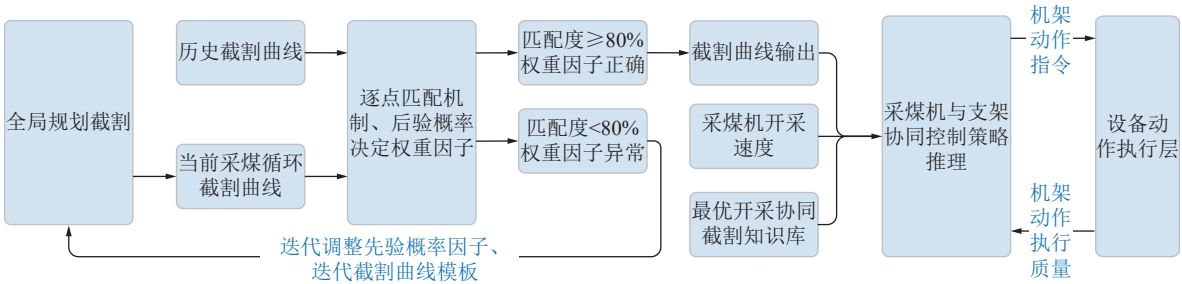 全局规划截割
历史截割曲线
当前采煤循环
截割曲线
逐点匹配机
制、后验概率
决定权重因子
匹配度≥80%
权重因子正确
匹配度<80%
权重因子异常
迭代调整先验概率因子、
迭代截割曲线模板
截割曲线输出
采煤机开采
速度
最优开采协同
截割知识库
采煤机与支架
协同控制策略
推理
机架
动作
指令
机架
动作
执行
质量
设备动
作执行层